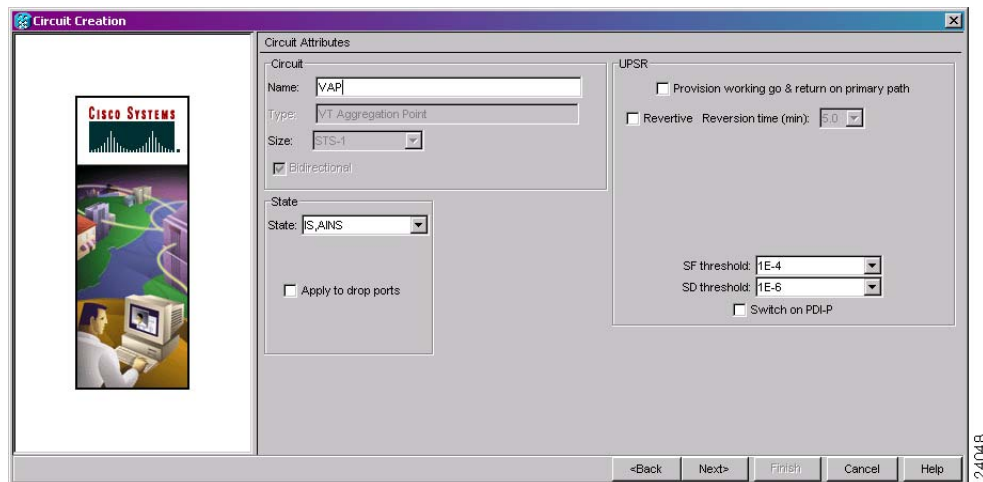 Circuit Creation
Circuit Attributes
CISCO SYSTEMS
Circuit
Name: VAP
Type: VT Aggregation Point
Size: STS-1
Bidirectional
State
State: IS,AINS
Apply to drop ports
UPSR
Provision working go & return on primary path
Revertive Reversion time (min): 5.0
SF threshold: 1E-4
SD threshold: 1E-6
Switch on PDI-P
<Back Next> Finish Cancel Help
24048